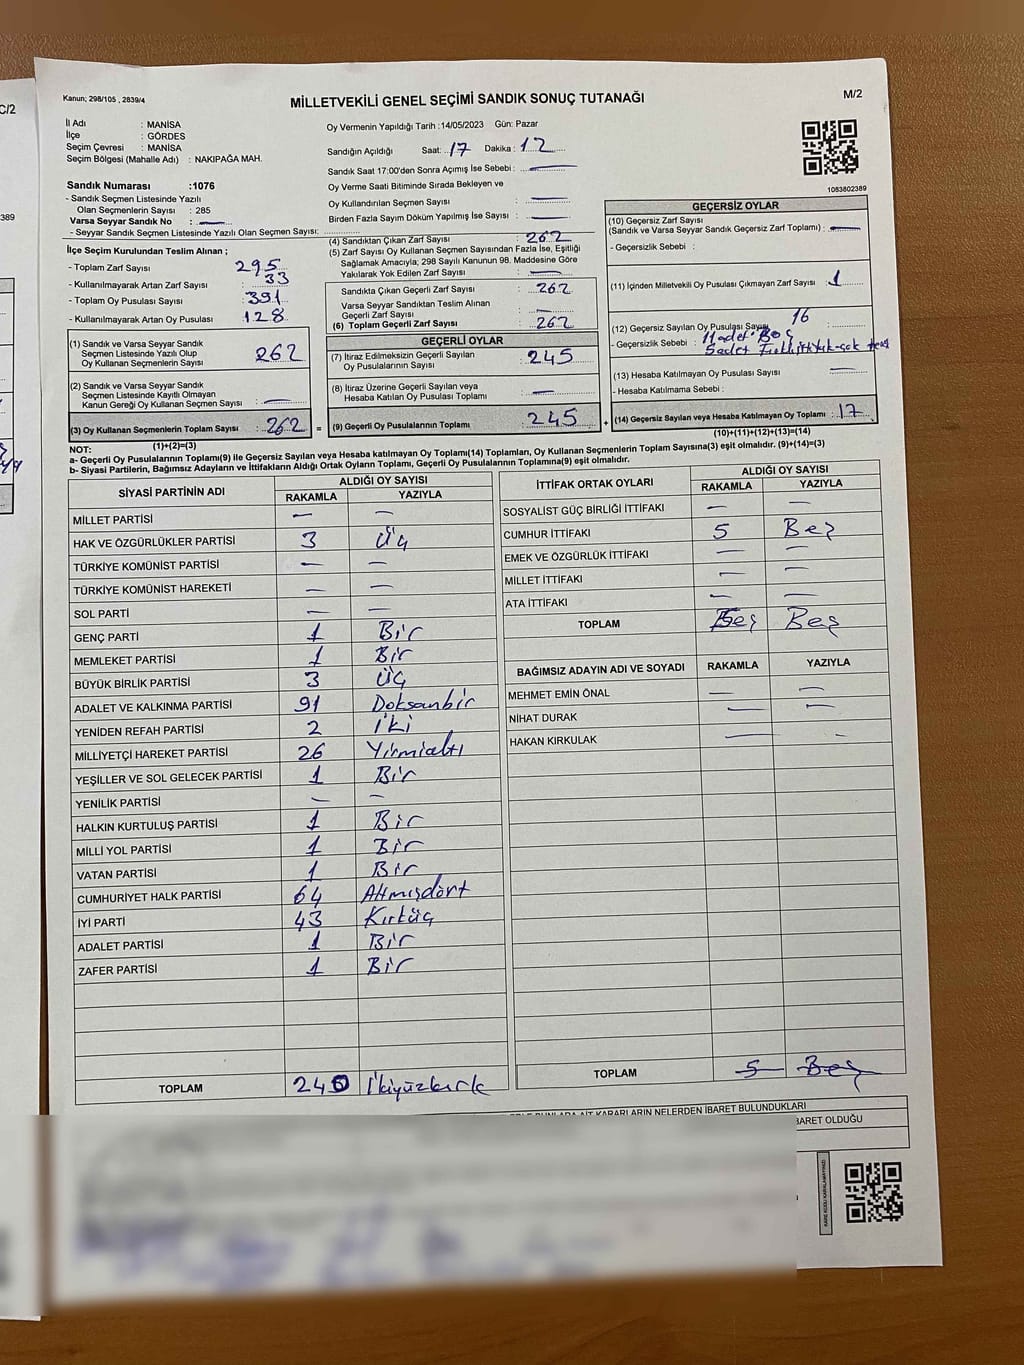 C/2
389
Kanun; 298/105 , 2839/4
MİLLETVEKİLİ GENEL SEÇİMİ SANDIK SONUÇ TUTANAĞI
M/2
İl Adı : MANİSA
İlçe : GÖRDES
Seçim Çevresi : MANİSA
Seçim Bölgesi (Mahalle Adı) : NAKIPAĞA MAH.
Oy Vermenin Yapıldığı Tarih :14/05/2023 Gün: Pazar
Sandığın Açıldığı Saat: 17 Dakika : 12
Sandık Saat 17:00'den Sonra Açımış İse Sebebi : —
Oy Verme Saati Bitiminde Sırada Bekleyen ve
Oy Kullandırılan Seçmen Sayısı : —
Birden Fazla Sayım Döküm Yapılmış İse Sayısı : —
1083802389
Sandık Numarası :1076
- Sandık Seçmen Listesinde Yazılı
Olan Seçmenlerin Sayısı : 285
Varsa Seyyar Sandık No : —
- Seyyar Sandık Seçmen Listesinde Yazılı Olan Seçmen Sayısı:
İlçe Seçim Kurulundan Teslim Alınan ;
- Toplam Zarf Sayısı : 295
- Kullanılmayarak Artan Zarf Sayısı : 33
- Toplam Oy Pusulası Sayısı : 391
- Kullanılmayarak Artan Oy Pusulası : 128
(1) Sandık ve Varsa Seyyar Sandık
Seçmen Listesinde Yazılı Olup
Oy Kullanan Seçmenlerin Sayısı : 262
(2) Sandık ve Varsa Seyyar Sandık
Seçmen Listesinde Kayıtlı Olmayan
Kanun Gereği Oy Kullanan Seçmen Sayısı : —
(3) Oy Kullanan Seçmenlerin Toplam Sayısı : 262
(1)+(2)=(3)
(4) Sandıktan Çıkan Zarf Sayısı : 262
(5) Zarf Sayısı Oy Kullanan Seçmen Sayısından Fazla İse, Eşitliği
Sağlamak Amacıyla; 298 Sayılı Kanunun 98. Maddesine Göre
Yakılarak Yok Edilen Zarf Sayısı : —
Sandıkta Çıkan Geçerli Zarf Sayısı : 262
Varsa Seyyar Sandıktan Teslim Alınan
Geçerli Zarf Sayısı : —
(6) Toplam Geçerli Zarf Sayısı : 262
GEÇERLİ OYLAR
(7) İtiraz Edilmeksizin Geçerli Sayılan
Oy Pusulalarının Sayısı : 245
(8) İtiraz Üzerine Geçerli Sayılan veya
Hesaba Katılan Oy Pusulası Toplamı : —
= (9) Geçerli Oy Pusulalarının Toplamı : 245 +
GEÇERSİZ OYLAR
(10) Geçersiz Zarf Sayısı
(Sandık ve Varsa Seyyar Sandık Geçersiz Zarf Toplamı) : —
- Geçersizlik Sebebi :
(11) İçinden Milletvekili Oy Pusulası Çıkmayan Zarf Sayısı : 1
(12) Geçersiz Sayılan Oy Pusulası Sayısı : 16
- Geçersizlik Sebebi :
(13) Hesaba Katılmayan Oy Pusulası Sayısı : —
- Hesaba Katılmama Sebebi :
(14) Geçersiz Sayılan veya Hesaba Katılmayan Oy Toplamı : 17
(10)+(11)+(12)+(13)=(14)
NOT:
a- Geçerli Oy Pusulaları Toplamı(9) ile Geçersiz Sayılan veya Hesaba katılmayan Oy Toplamı(14) Toplamları, Oy Kullanan Seçmenlerin Toplam Sayısına(3) eşit olmalıdır. (9)+(14)=(3)
b- Siyasi Partilerin, Bağımsız Adayların ve İttifakların Aldığı Ortak Oyların Toplamı, Geçerli Oy Pusulalarının Toplamına(9) eşit olmalıdır.
SİYASİ PARTİNİN ADI ALDIĞI OY SAYISI
RAKAMLA YAZIYLA
MİLLET PARTİSİ — —
HAK VE ÖZGÜRLÜKLER PARTİSİ 3 Üç
TÜRKİYE KOMÜNİST PARTİSİ — —
TÜRKİYE KOMÜNİST HAREKETİ — —
SOL PARTİ — —
GENÇ PARTİ 1 Bir
MEMLEKET PARTİSİ 1 Bir
BÜYÜK BİRLİK PARTİSİ 3 Üç
ADALET VE KALKINMA PARTİSİ 91 Doksanbir
YENİDEN REFAH PARTİSİ 2 İki
MİLLİYETÇİ HAREKET PARTİSİ 26 Yirmialtı
YEŞİLLER VE SOL GELECEK PARTİSİ 1 Bir
YENİLİK PARTİSİ — —
HALKIN KURTULUŞ PARTİSİ 1 Bir
MİLLİ YOL PARTİSİ 1 Bir
VATAN PARTİSİ 1 Bir
CUMHURİYET HALK PARTİSİ 64 Altmışdört
İYİ PARTİ 43 Kırküç
ADALET PARTİSİ 1 Bir
ZAFER PARTİSİ 1 Bir
TOPLAM 240 İkiyüzkırk
İTTİFAK ORTAK OYLARI ALDIĞI OY SAYISI
RAKAMLA YAZIYLA
SOSYALİST GÜÇ BİRLİĞİ İTTİFAKI — —
CUMHUR İTTİFAKI 5 Beş
EMEK VE ÖZGÜRLÜK İTTİFAKI — —
MİLLET İTTİFAKI — —
ATA İTTİFAKI — —
TOPLAM Beş Beş
BAĞIMSIZ ADAYIN ADI VE SOYADI RAKAMLA YAZIYLA
MEHMET EMIN ÖNAL — —
NİHAT DURAK — —
HAKAN KIRKULAK — —
TOPLAM 5 Beş
AİT KARARLARIN NELERDEN İBARET BULUNDUKLARI
BARET OLDUĞU